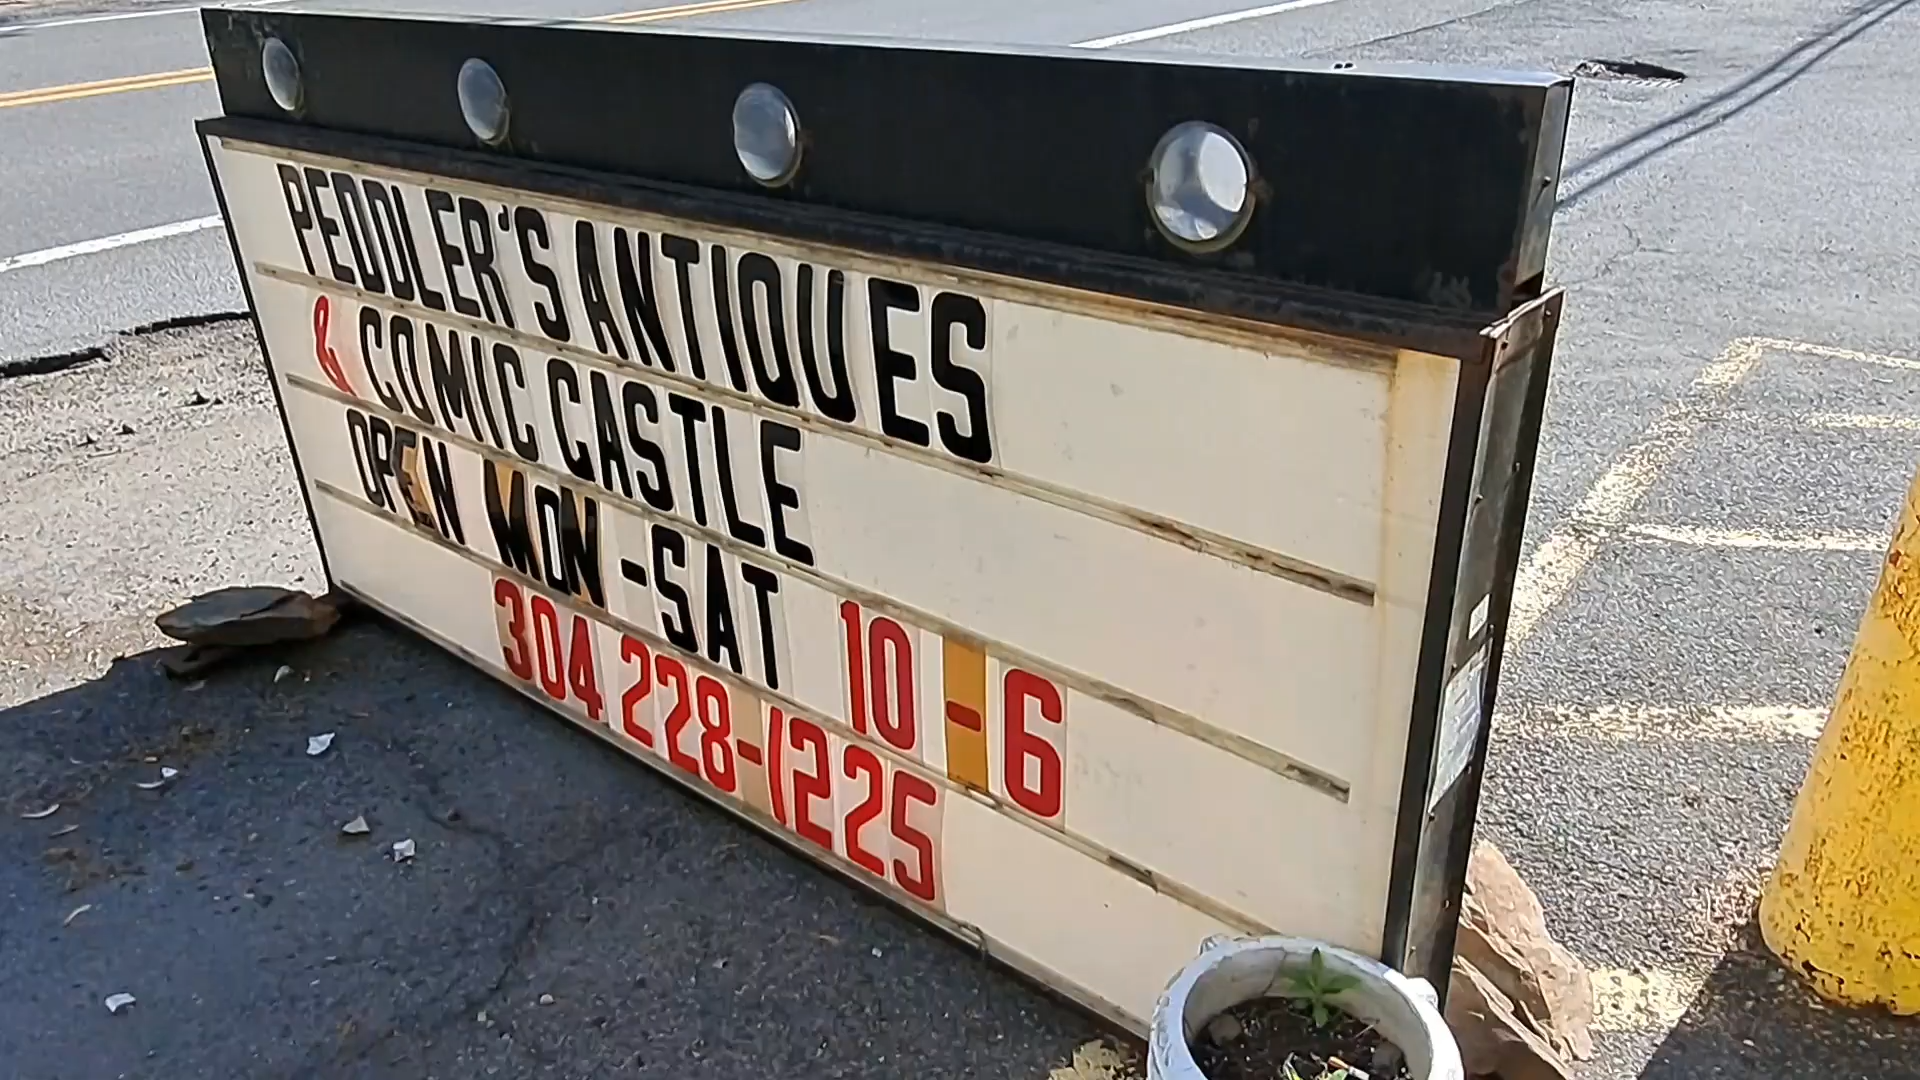 PEDDLER'S ANTIQUES
& COMIC CASTLE
OPEN MON-SAT 10-6
304 228-1225